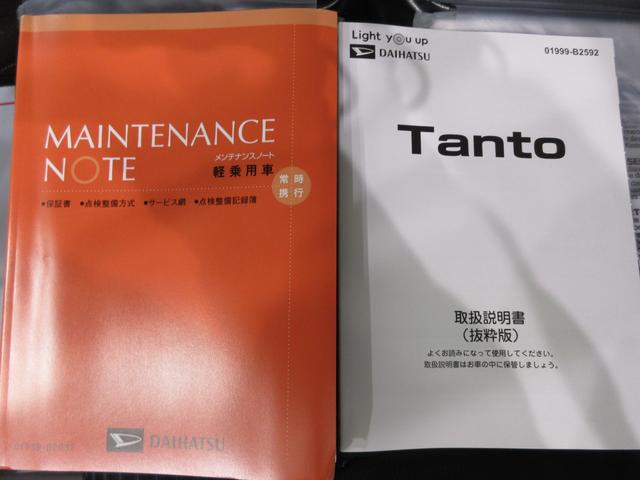 MAINTENANCE
NOTE
メンテナンスノート
軽乗用車
常時
携行
●保証書 ●点検整備方式 ●サービス網 ●点検整備記録簿
DAIHATSU
Light you up
DAIHATSU
01999-B2592
Tanto
取扱説明書
（抜粋版）
よくお読みになって使用してください。
取扱説明書はお車の中に保管しましょう。